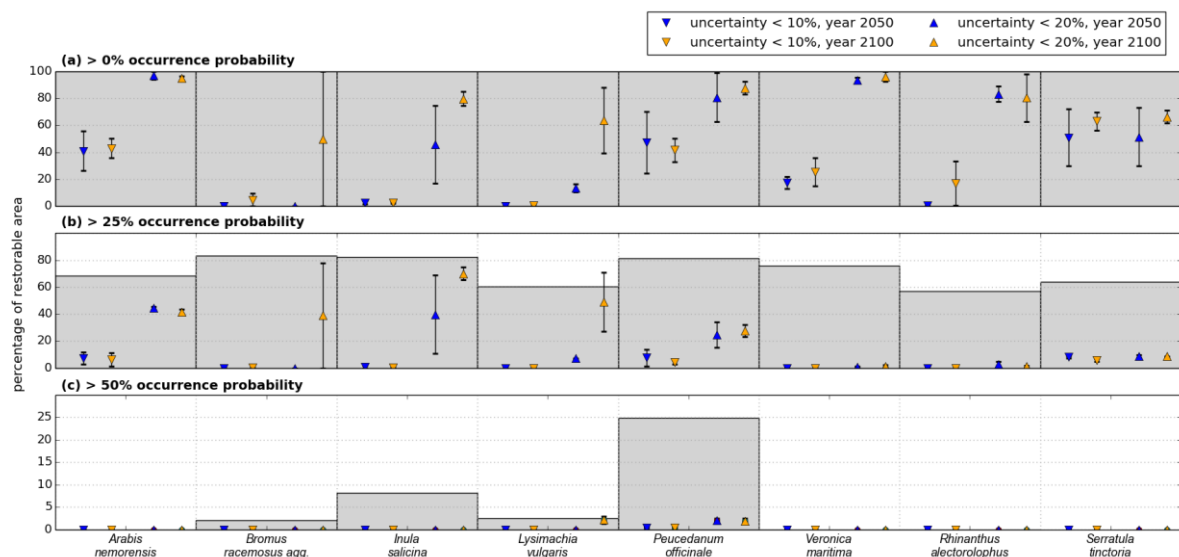 uncertainty < 10%, year 2050
uncertainty < 20%, year 2050
uncertainty < 10%, year 2100
uncertainty < 20%, year 2100
(a) > 0% occurrence probability
100
80
60
40
20
0
(b) > 25% occurrence probability
80
60
40
20
0
(c) > 50% occurrence probability
25
20
15
10
5
0
percentage of restorable area
Arabis
nemorensis
Bromus
racemosus agg.
Inula
salicina
Lysimachia
vulgaris
Peucedanum
officinale
Veronica
maritima
Rhinanthus
alectorolophus
Serratula
tinctoria